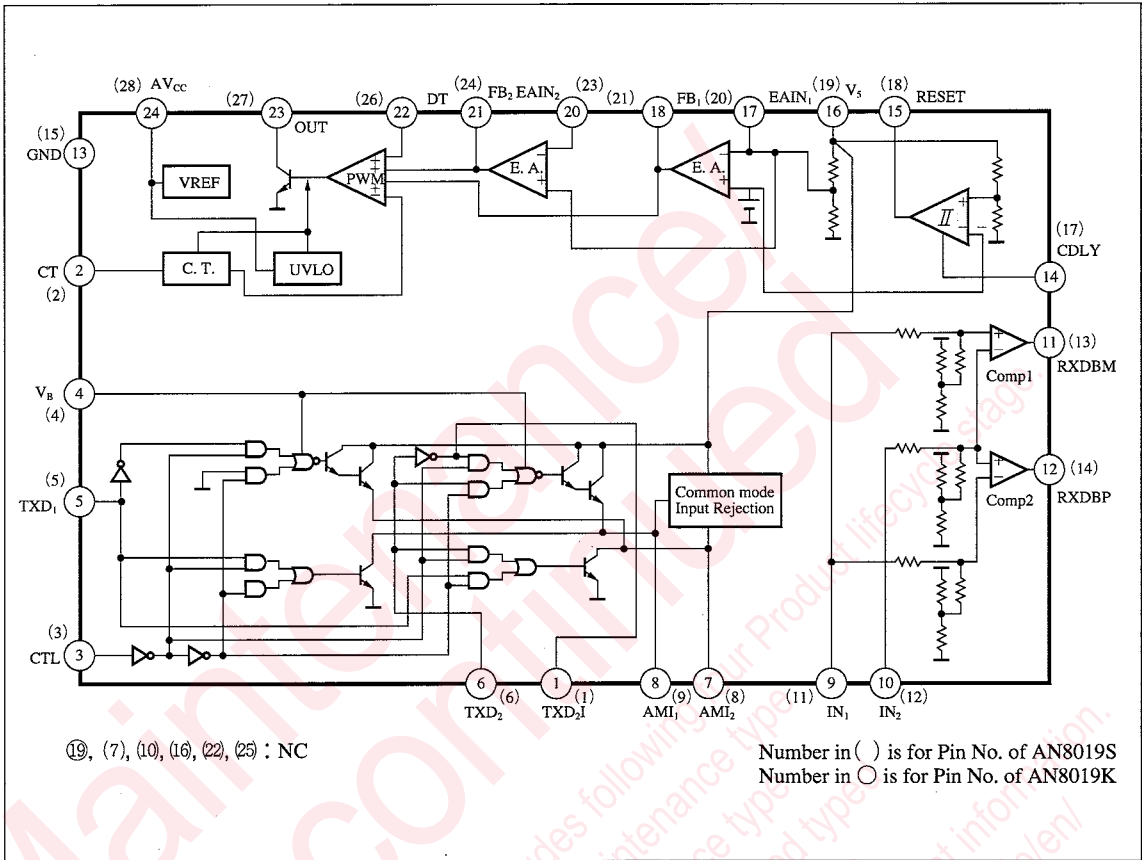 (28) AVCC
(27)
OUT
(26)
DT
(24)
FB2
EAIN2
(23)
(21)
FB1
(20)
EAIN1
(19) V5
(18)
RESET
24
23
22
21
20
18
17
16
15
(15)
GND
13
VREF
PWM
E. A.
E. A.
II
(17)
CDLY
14
CT
2
(2)
C. T.
UVLO
11
(13)
RXDBM
Comp1
VB
4
(4)
(5)
TXD1
5
Common mode
Input Rejection
12
(14)
RXDBP
Comp2
(3)
CTL
3
6
(6)
TXD2
1
(1)
TXD2I
8
(9)
AMI1
7
(8)
AMI2
(11)
9
IN1
10
(12)
IN2
⑲, (7), (10), (16), (22), (25) : NC
Number in ( ) is for Pin No. of AN8019S
Number in ○ is for Pin No. of AN8019K
Maintenance/
continued
following our Product lifecycle stage.